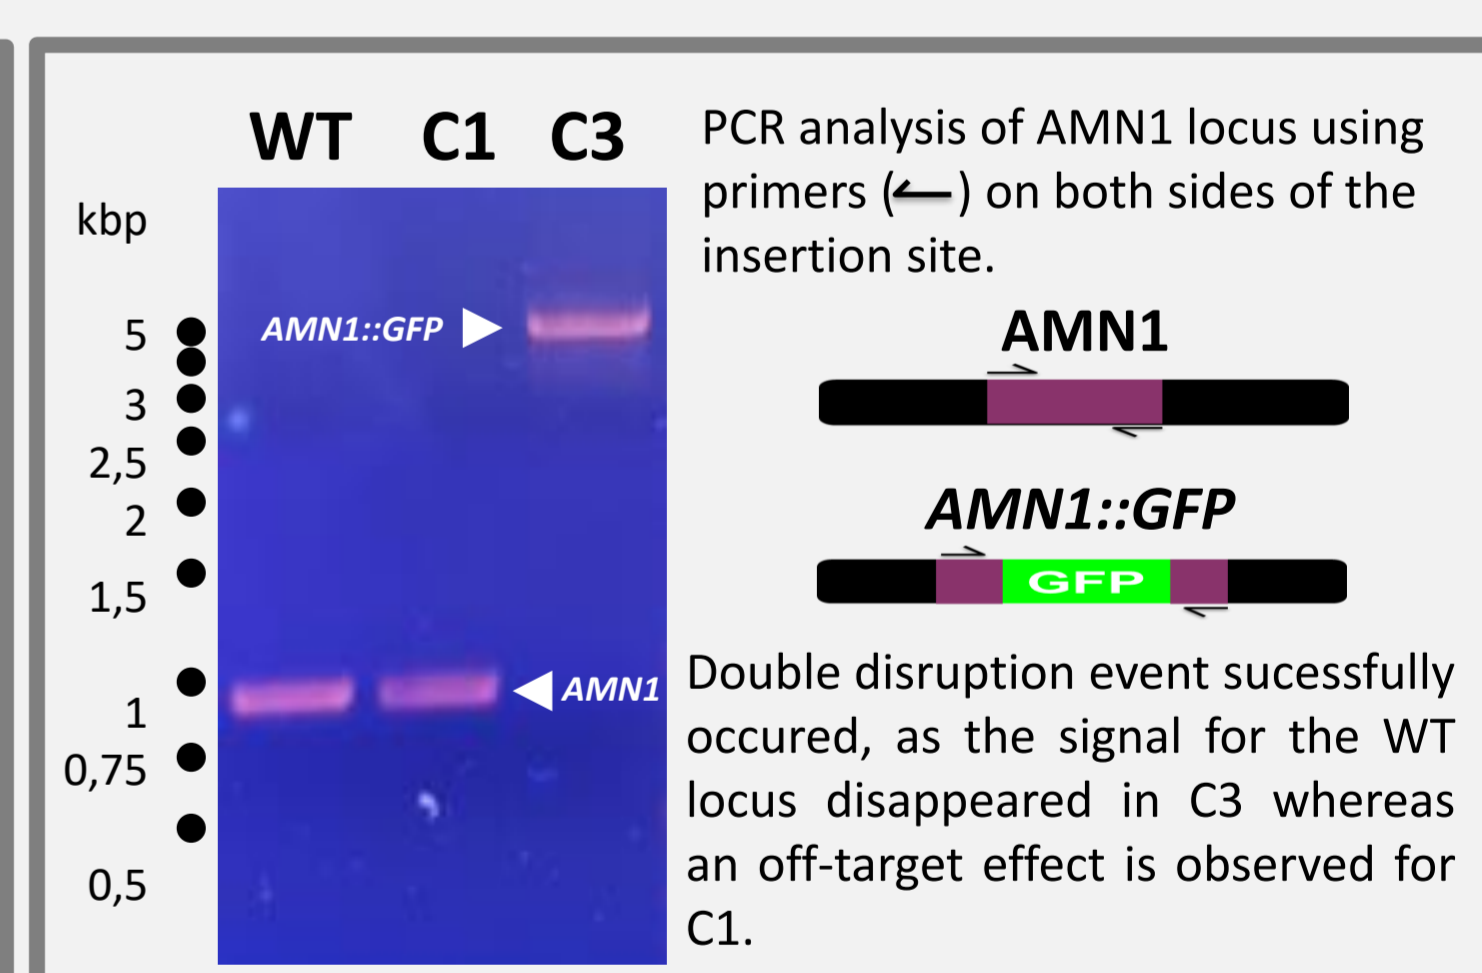 WT C1 C3
kbp
5
3
2,5
2
1,5
1
0,75
0,5
AMN1::GFP
AMN1
PCR analysis of AMN1 locus using
primers (←) on both sides of the
insertion site.
AMN1
AMN1::GFP
GFP
Double disruption event sucessfully
occured, as the signal for the WT
locus disappeared in C3 whereas
an off-target effect is observed for
C1.